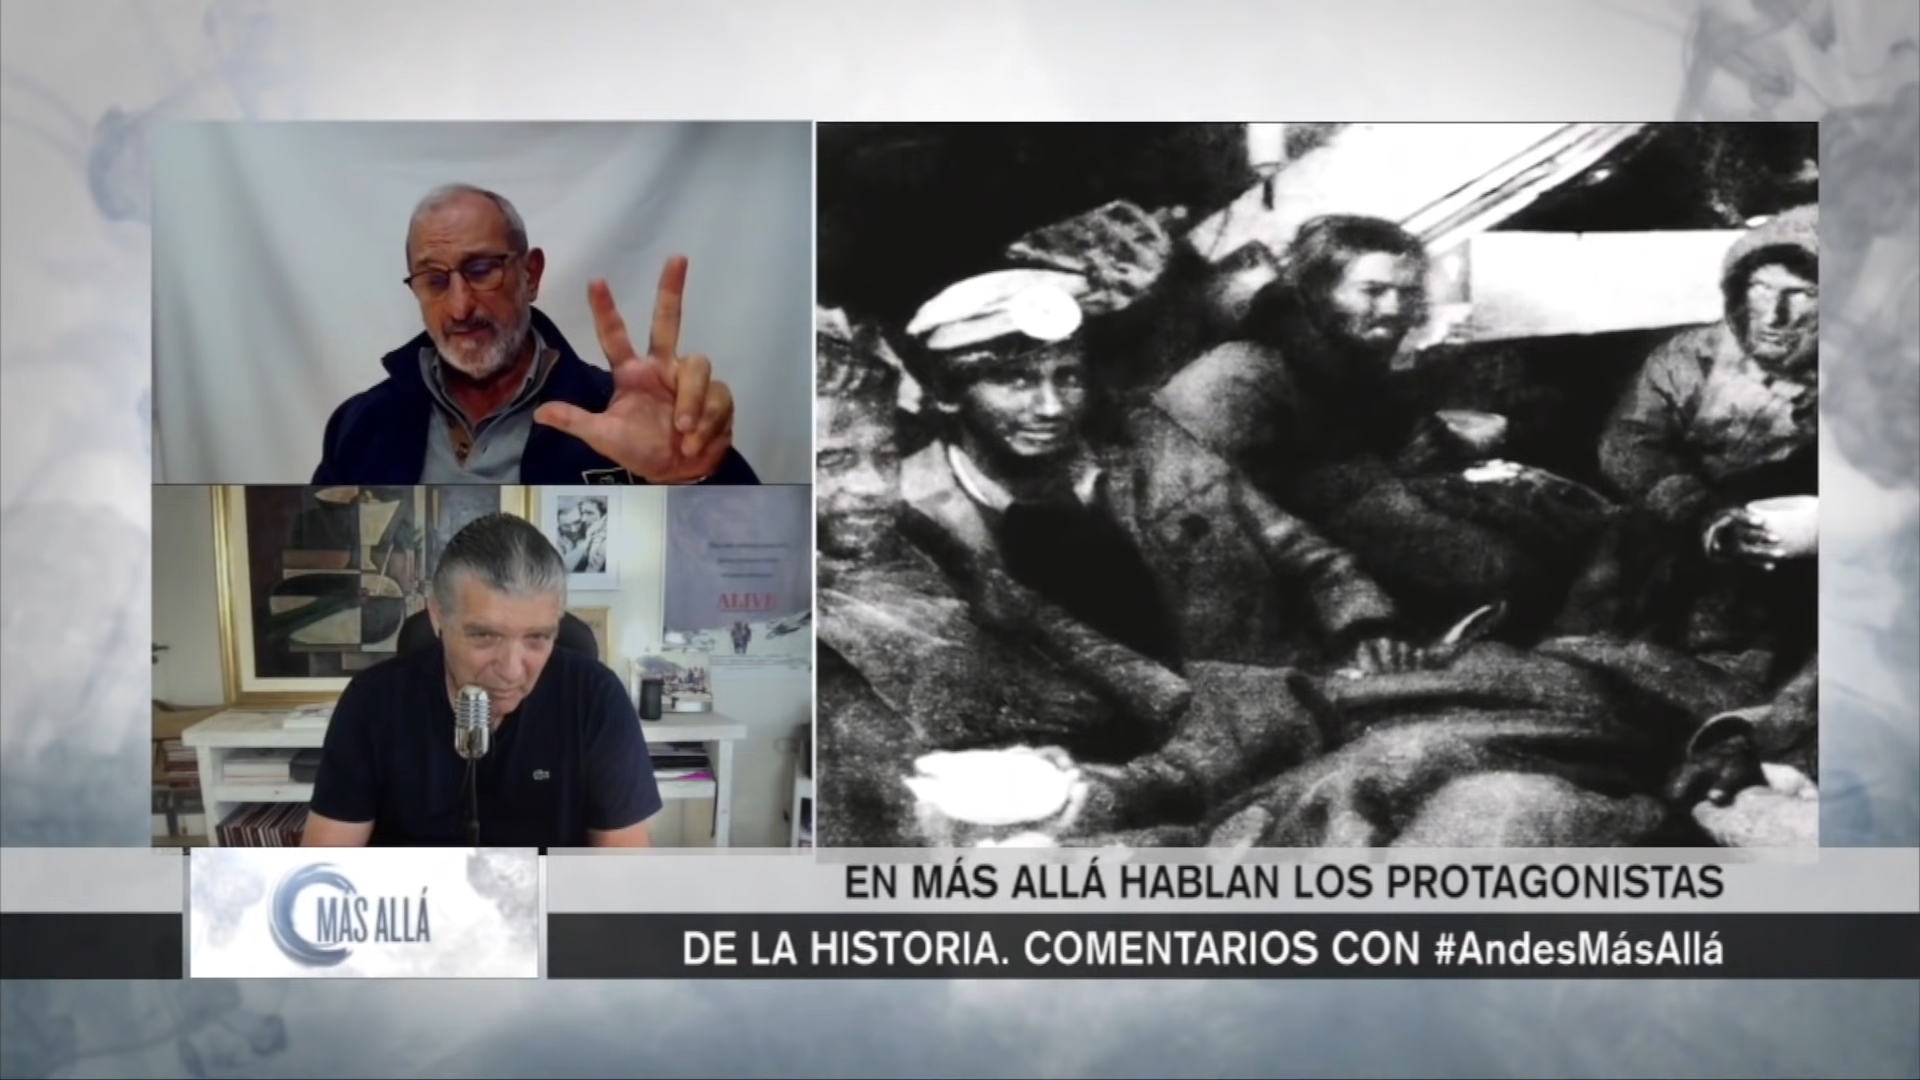 ALIVE
EN MÁS ALLÁ HABLAN LOS PROTAGONISTAS
MÁS ALLÁ
DE LA HISTORIA. COMENTARIOS CON #AndesMásAllá